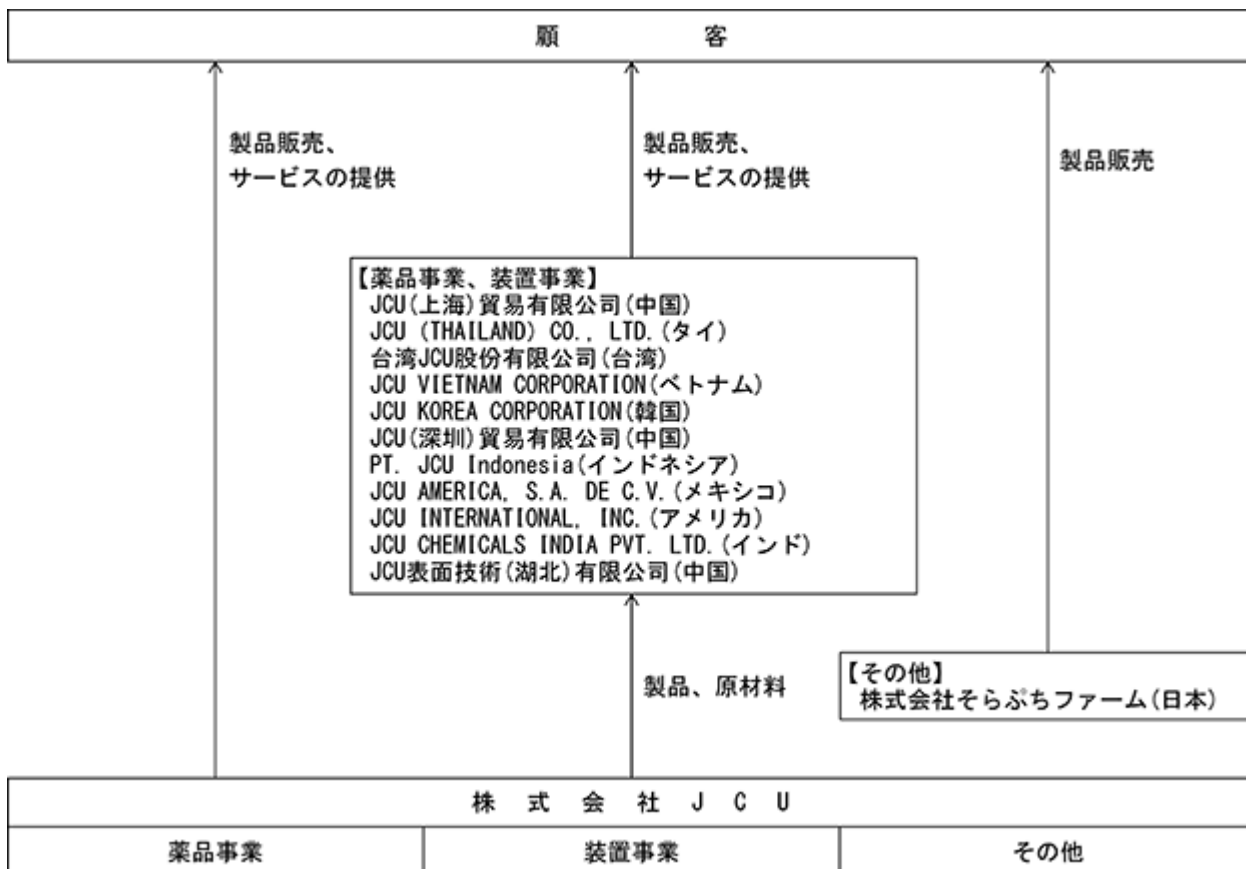 顧 客
製品販売、
サービスの提供
製品販売、
サービスの提供
製品販売
【薬品事業、装置事業】
JCU(上海)貿易有限公司(中国)
JCU (THAILAND) CO., LTD.(タイ)
台湾JCU股份有限公司(台湾)
JCU VIETNAM CORPORATION(ベトナム)
JCU KOREA CORPORATION(韓国)
JCU(深圳)貿易有限公司(中国)
PT. JCU Indonesia(インドネシア)
JCU AMERICA, S.A. DE C.V.(メキシコ)
JCU INTERNATIONAL, INC.(アメリカ)
JCU CHEMICALS INDIA PVT. LTD.(インド)
JCU表面技術(湖北)有限公司(中国)
製品、原材料
【その他】
株式会社そらぷちファーム(日本)
株 式 会 社 J C U
薬品事業
装置事業
その他